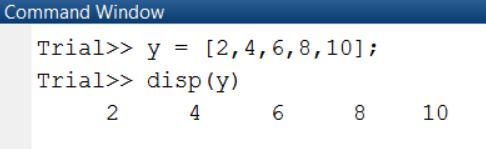 Command Window
Trial>> y = [2,4,6,8,10];
Trial>> disp(y)
2 4 6 8 10